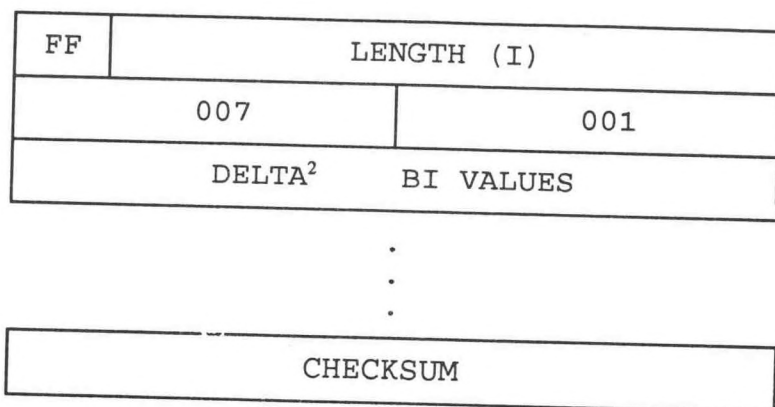 FF LENGTH (I)
007 001
DELTA² BI VALUES
CHECKSUM